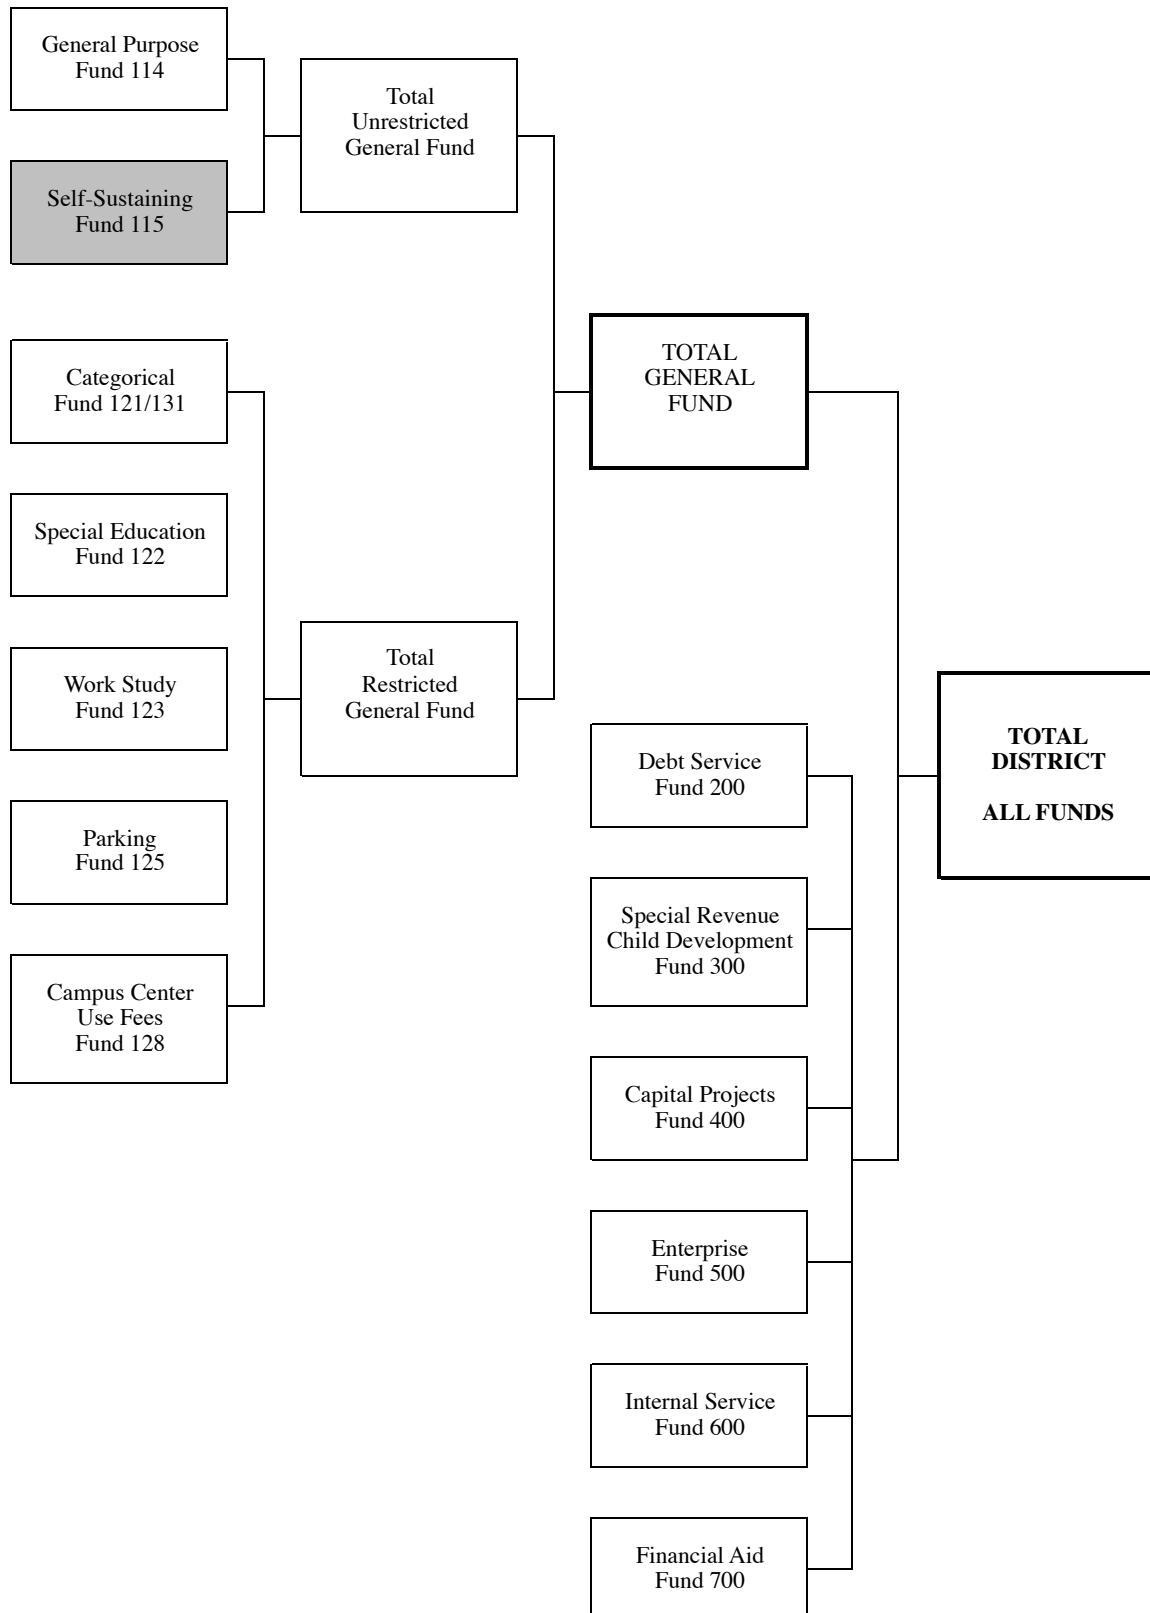 General Purpose
Fund 114
Total
Unrestricted
General Fund
Self-Sustaining
Fund 115
Categorical
Fund 121/131
TOTAL
GENERAL
FUND
Special Education
Fund 122
Work Study
Fund 123
Total
Restricted
General Fund
Parking
Fund 125
Campus Center
Use Fees
Fund 128
Debt Service
Fund 200
TOTAL
DISTRICT
ALL FUNDS
Special Revenue
Child Development
Fund 300
Capital Projects
Fund 400
Enterprise
Fund 500
Internal Service
Fund 600
Financial Aid
Fund 700